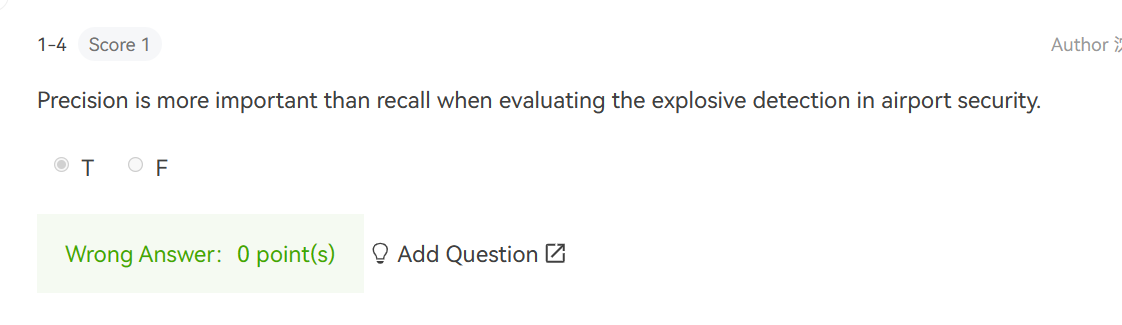 1-4 Score 1 Author
Precision is more important than recall when evaluating the explosive detection in airport security.
T F
Wrong Answer： 0 point(s) Add Question